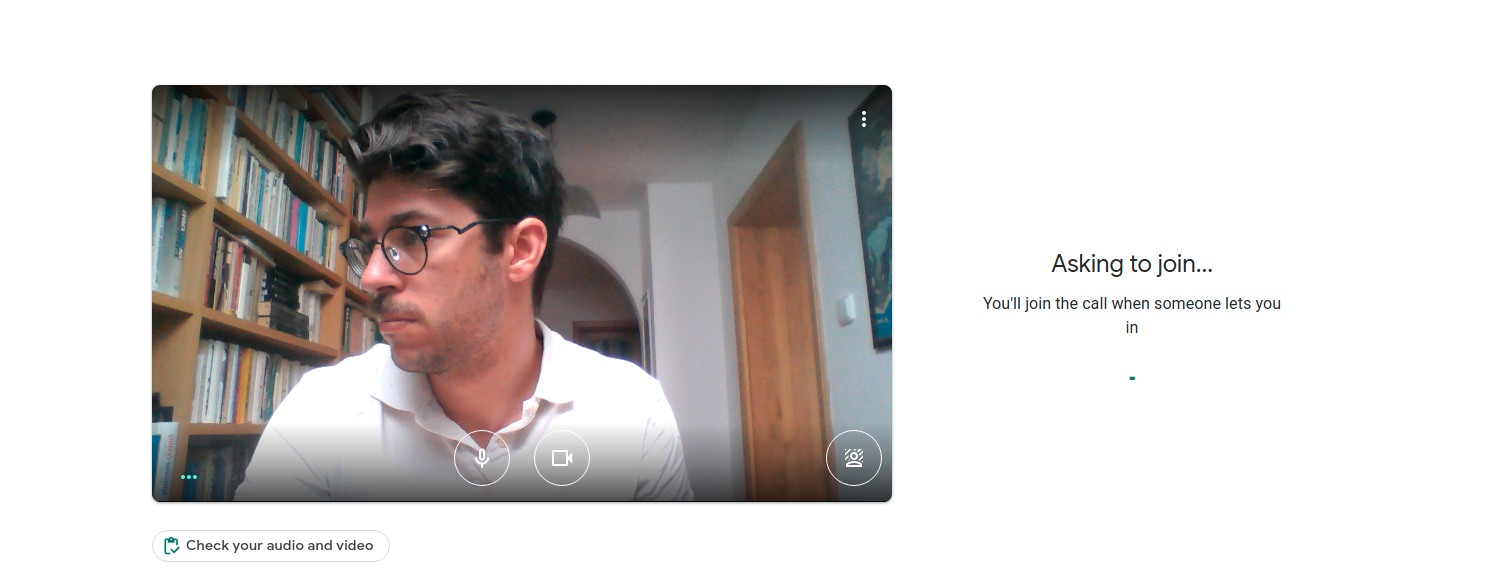 Asking to join...
You'll join the call when someone lets you
in
Check your audio and video